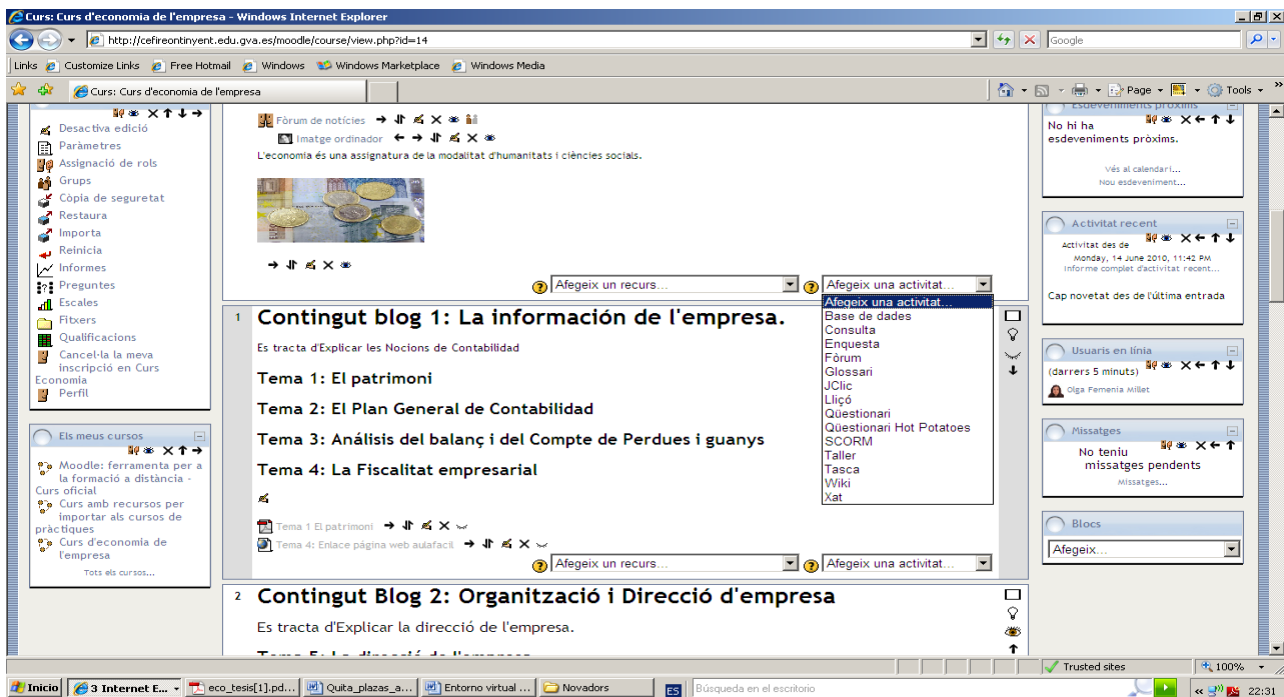 Curs: Curs d'economia de l'empresa - Windows Internet Explorer
http://cefireontinyent.edu.gva.es/moodle/course/view.php?id=14
Google
Links Customize Links Free Hotmail Windows Windows Marketplace Windows Media
Curs: Curs d'economia de l'empresa
Page Tools
Desactiva edició
Paràmetres
Assignació de rols
Grups
Còpia de seguretat
Restaura
Importa
Reinicia
Informes
Preguntes
Escales
Fitxers
Qualificacions
Cancel·la la meva
inscripció en Curs
Economia
Perfil
Els meus cursos
Moodle: ferramenta per a
la formació a distància -
Curs oficial
Curs amb recursos per
importar als cursos de
pràctiques
Curs d'economia de
l'empresa
Tots els cursos...
Fòrum de notícies
Imatge ordinador
L'economia és una assignatura de la modalitat d'humanitats i ciències socials.
Afegeix un recurs... Afegeix una activitat...
Afegeix una activitat...
Base de dades
Consulta
Enquesta
Fòrum
Glossari
JClic
Lliçó
Qüestionari
Qüestionari Hot Potatoes
SCORM
Taller
Tasca
Wiki
Xat
1 Contingut blog 1: La información de l'empresa.
Es tracta d'Explicar les Nocions de Contabilidad
Tema 1: El patrimoni
Tema 2: El Plan General de Contabilidad
Tema 3: Análisis del balanç i del Compte de Perdues i guanys
Tema 4: La Fiscalitat empresarial
Tema 1 El patrimoni
Tema 4: Enlace página web aulafacil
Afegeix un recurs... Afegeix una activitat...
2 Contingut Blog 2: Organització i Direcció d'empresa
Es tracta d'Explicar la direcció de l'empresa.
Tema 5: La direcció de l'empresa
Esdeveniments pròxims
No hi ha
esdeveniments pròxims.
Vés al calendari...
Nou esdeveniment...
Activitat recent
Activitat des de
Monday, 14 June 2010, 11:42 PM
Informe complet d'activitat recent...
Cap novetat des de l'última entrada
Usuaris en línia
(darrers 5 minuts)
Olga Femenia Millet
Missatges
No teniu
missatges pendents
Missatges...
Blocs
Afegeix...
Trusted sites 100%
Inicio 3 Internet E... eco_tesis[1].pd... Quita_plazas_a... Entorno virtual ... Novadors ES Búsqueda en el escritorio 22:31